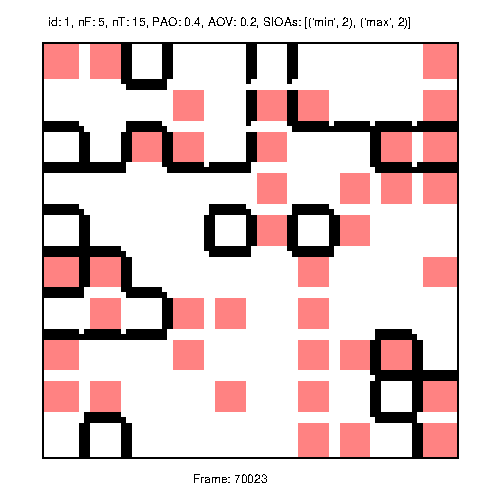 id: 1, nF: 5, nT: 15, PAO: 0.4, AOV: 0.2, SIOAs: [('min', 2), ('max', 2)]
Frame: 70023